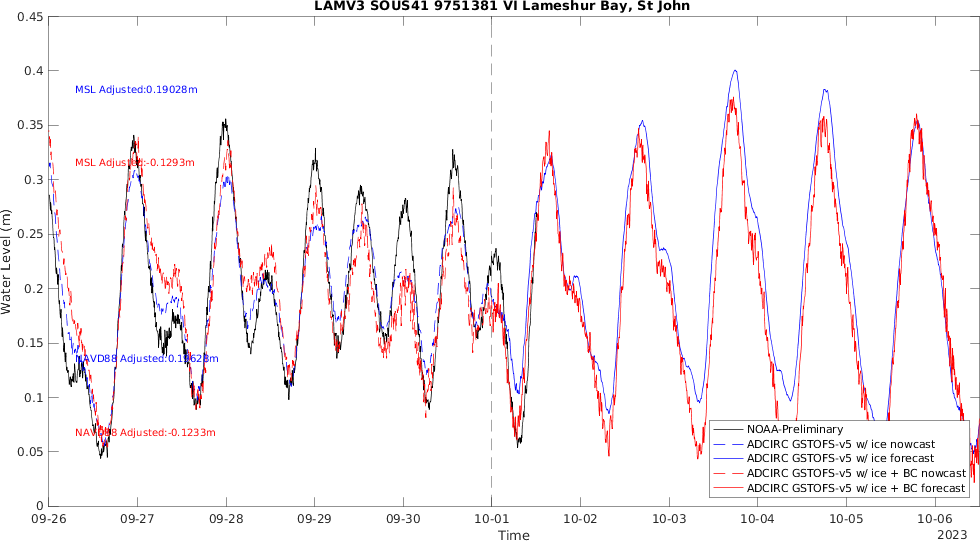 LAMV3 SOUS41 9751381 VI Lameshur Bay, St John
0.45
0.4
0.35
0.3
0.25
0.2
0.15
0.1
0.05
0
Water Level (m)
MSL Adjusted:0.19028m
MSL Adjusted:-0.1293m
NAVD88 Adjusted:
NAVD88 Adjusted:-0.1233m
NOAA-Preliminary
ADCIRC GSTOFS-v5 w/ ice nowcast
ADCIRC GSTOFS-v5 w/ ice forecast
ADCIRC GSTOFS-v5 w/ ice + BC nowcast
ADCIRC GSTOFS-v5 w/ ice + BC forecast
09-26 09-27 09-28 09-29 09-30 10-01 10-02 10-03 10-04 10-05 10-06
2023
Time